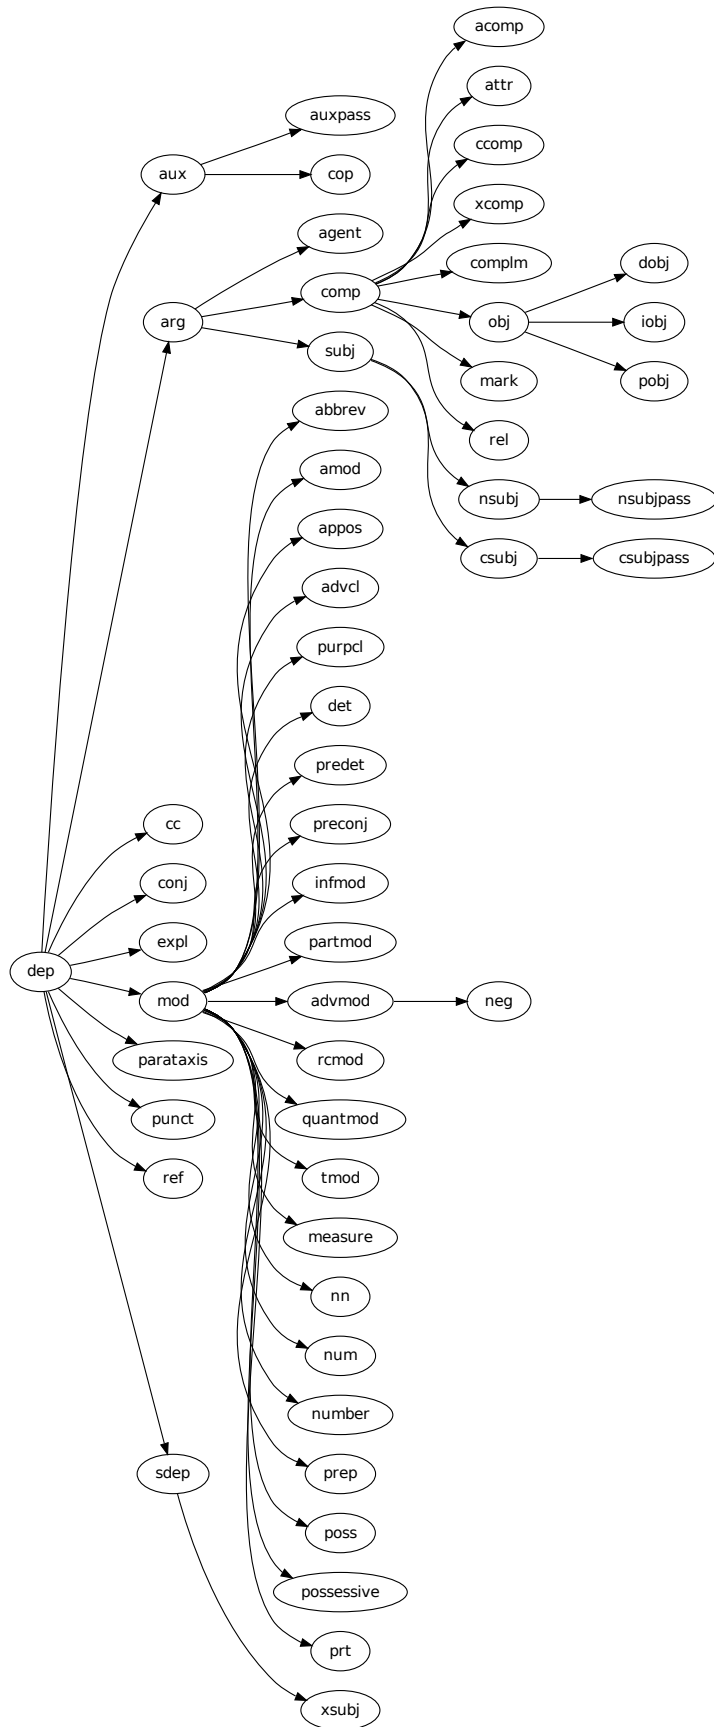 acomp
attr
auxpass
ccomp
aux
cop
xcomp
agent
complm
dobj
comp
arg
obj
iobj
subj
mark
pobj
abbrev
rel
amod
nsubj
nsubjpass
appos
csubj
csubjpass
advcl
purpcl
det
predet
cc
preconj
conj
infmod
expl
partmod
dep
mod
advmod
neg
parataxis
rcmod
punct
quantmod
ref
tmod
measure
nn
num
number
sdep
prep
poss
possessive
prt
xsubj